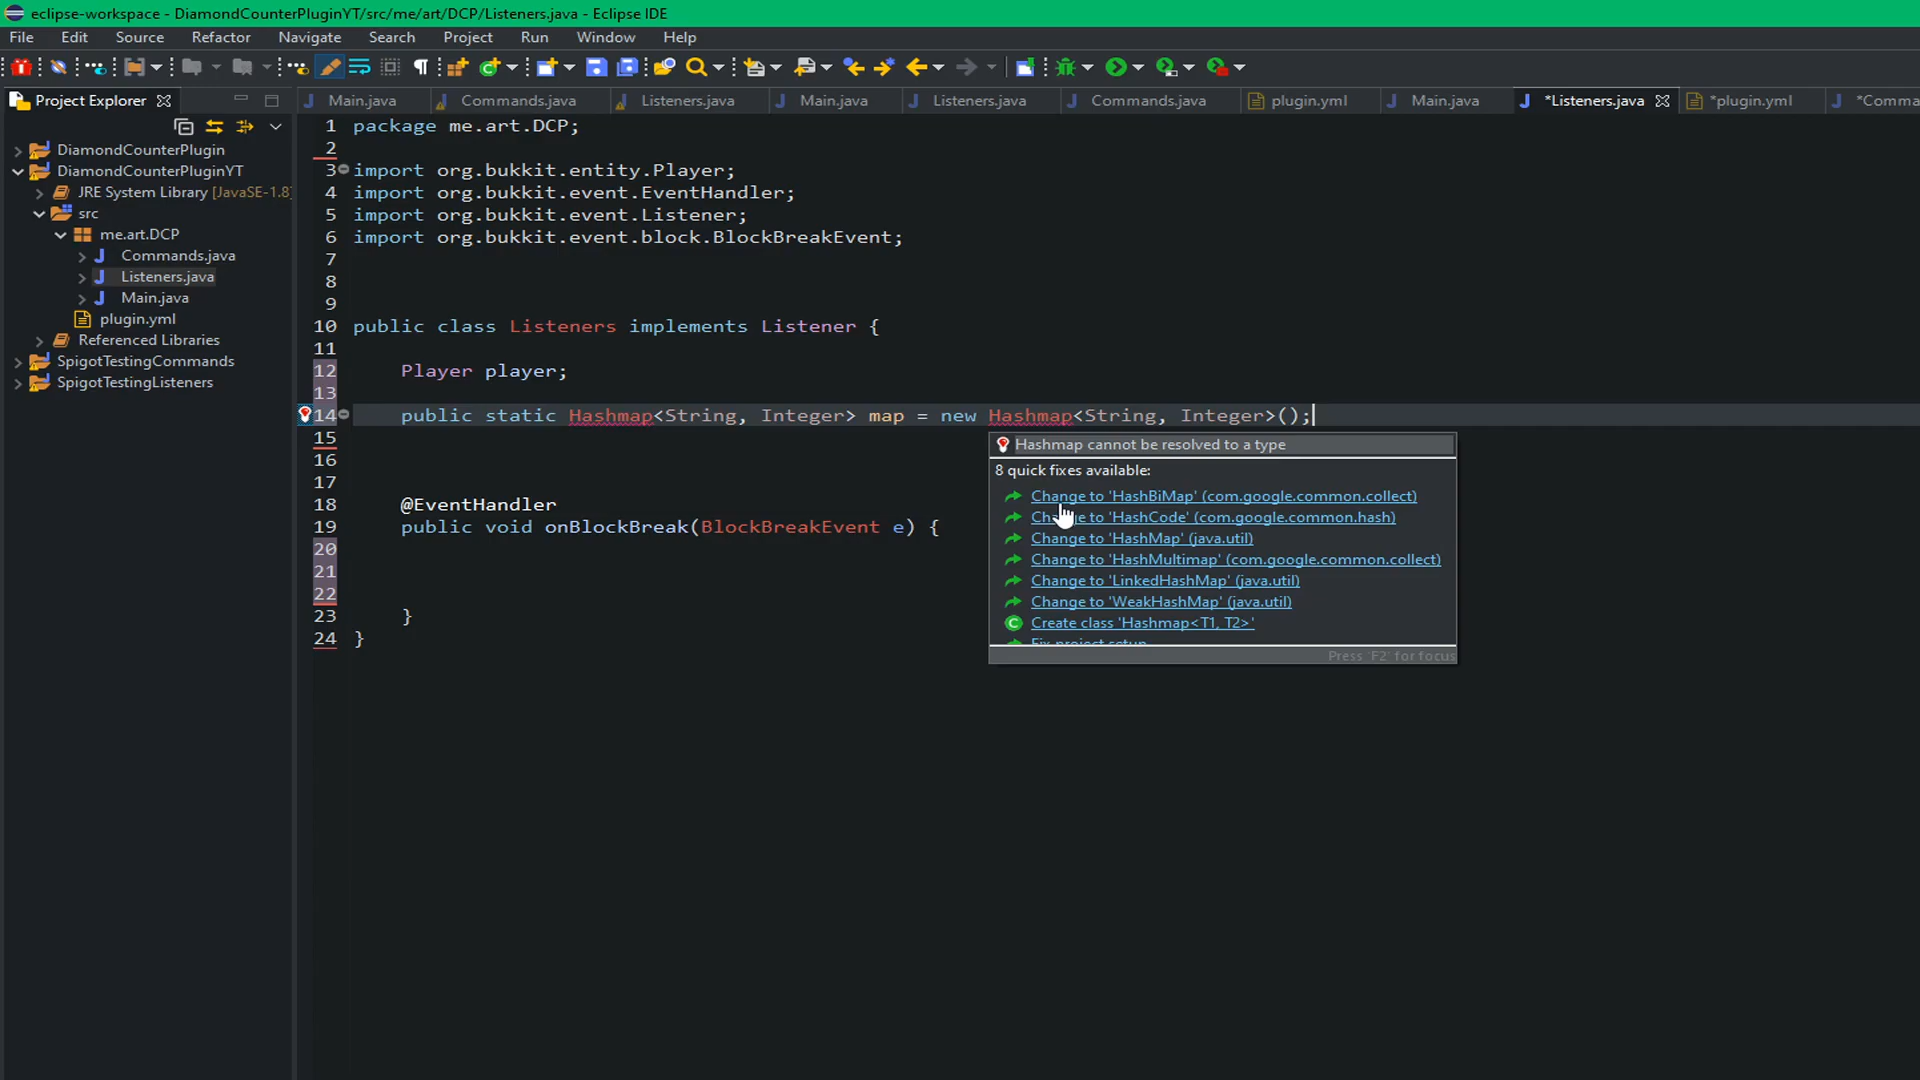 eclipse-workspace - DiamondCounterPluginYT/src/me/art/DCP/Listeners.java - Eclipse IDE
File Edit Source Refactor Navigate Search Project Run Window Help
Project Explorer
Main.java Commands.java Listeners.java Main.java Listeners.java Commands.java plugin.yml Main.java *Listeners.java *plugin.yml *Comma
DiamondCounterPlugin
DiamondCounterPluginYT
JRE System Library [JavaSE-1.8]
src
me.art.DCP
Commands.java
Listeners.java
Main.java
plugin.yml
Referenced Libraries
SpigotTestingCommands
SpigotTestingListeners
1 package me.art.DCP;
2
3 import org.bukkit.entity.Player;
4 import org.bukkit.event.EventHandler;
5 import org.bukkit.event.Listener;
6 import org.bukkit.event.block.BlockBreakEvent;
7
8
9
10 public class Listeners implements Listener {
11
12 Player player;
13
14 public static Hashmap<String, Integer> map = new Hashmap<String, Integer>();
15
16
17
18 @EventHandler
19 public void onBlockBreak(BlockBreakEvent e) {
20
21
22
23 }
24 }
Hashmap cannot be resolved to a type
8 quick fixes available:
Change to 'HashBiMap' (com.google.common.collect)
Change to 'HashCode' (com.google.common.hash)
Change to 'HashMap' (java.util)
Change to 'HashMultimap' (com.google.common.collect)
Change to 'LinkedHashMap' (java.util)
Change to 'WeakHashMap' (java.util)
Create class 'Hashmap<T1, T2>'
Fix project setup
Press 'F2' for focus